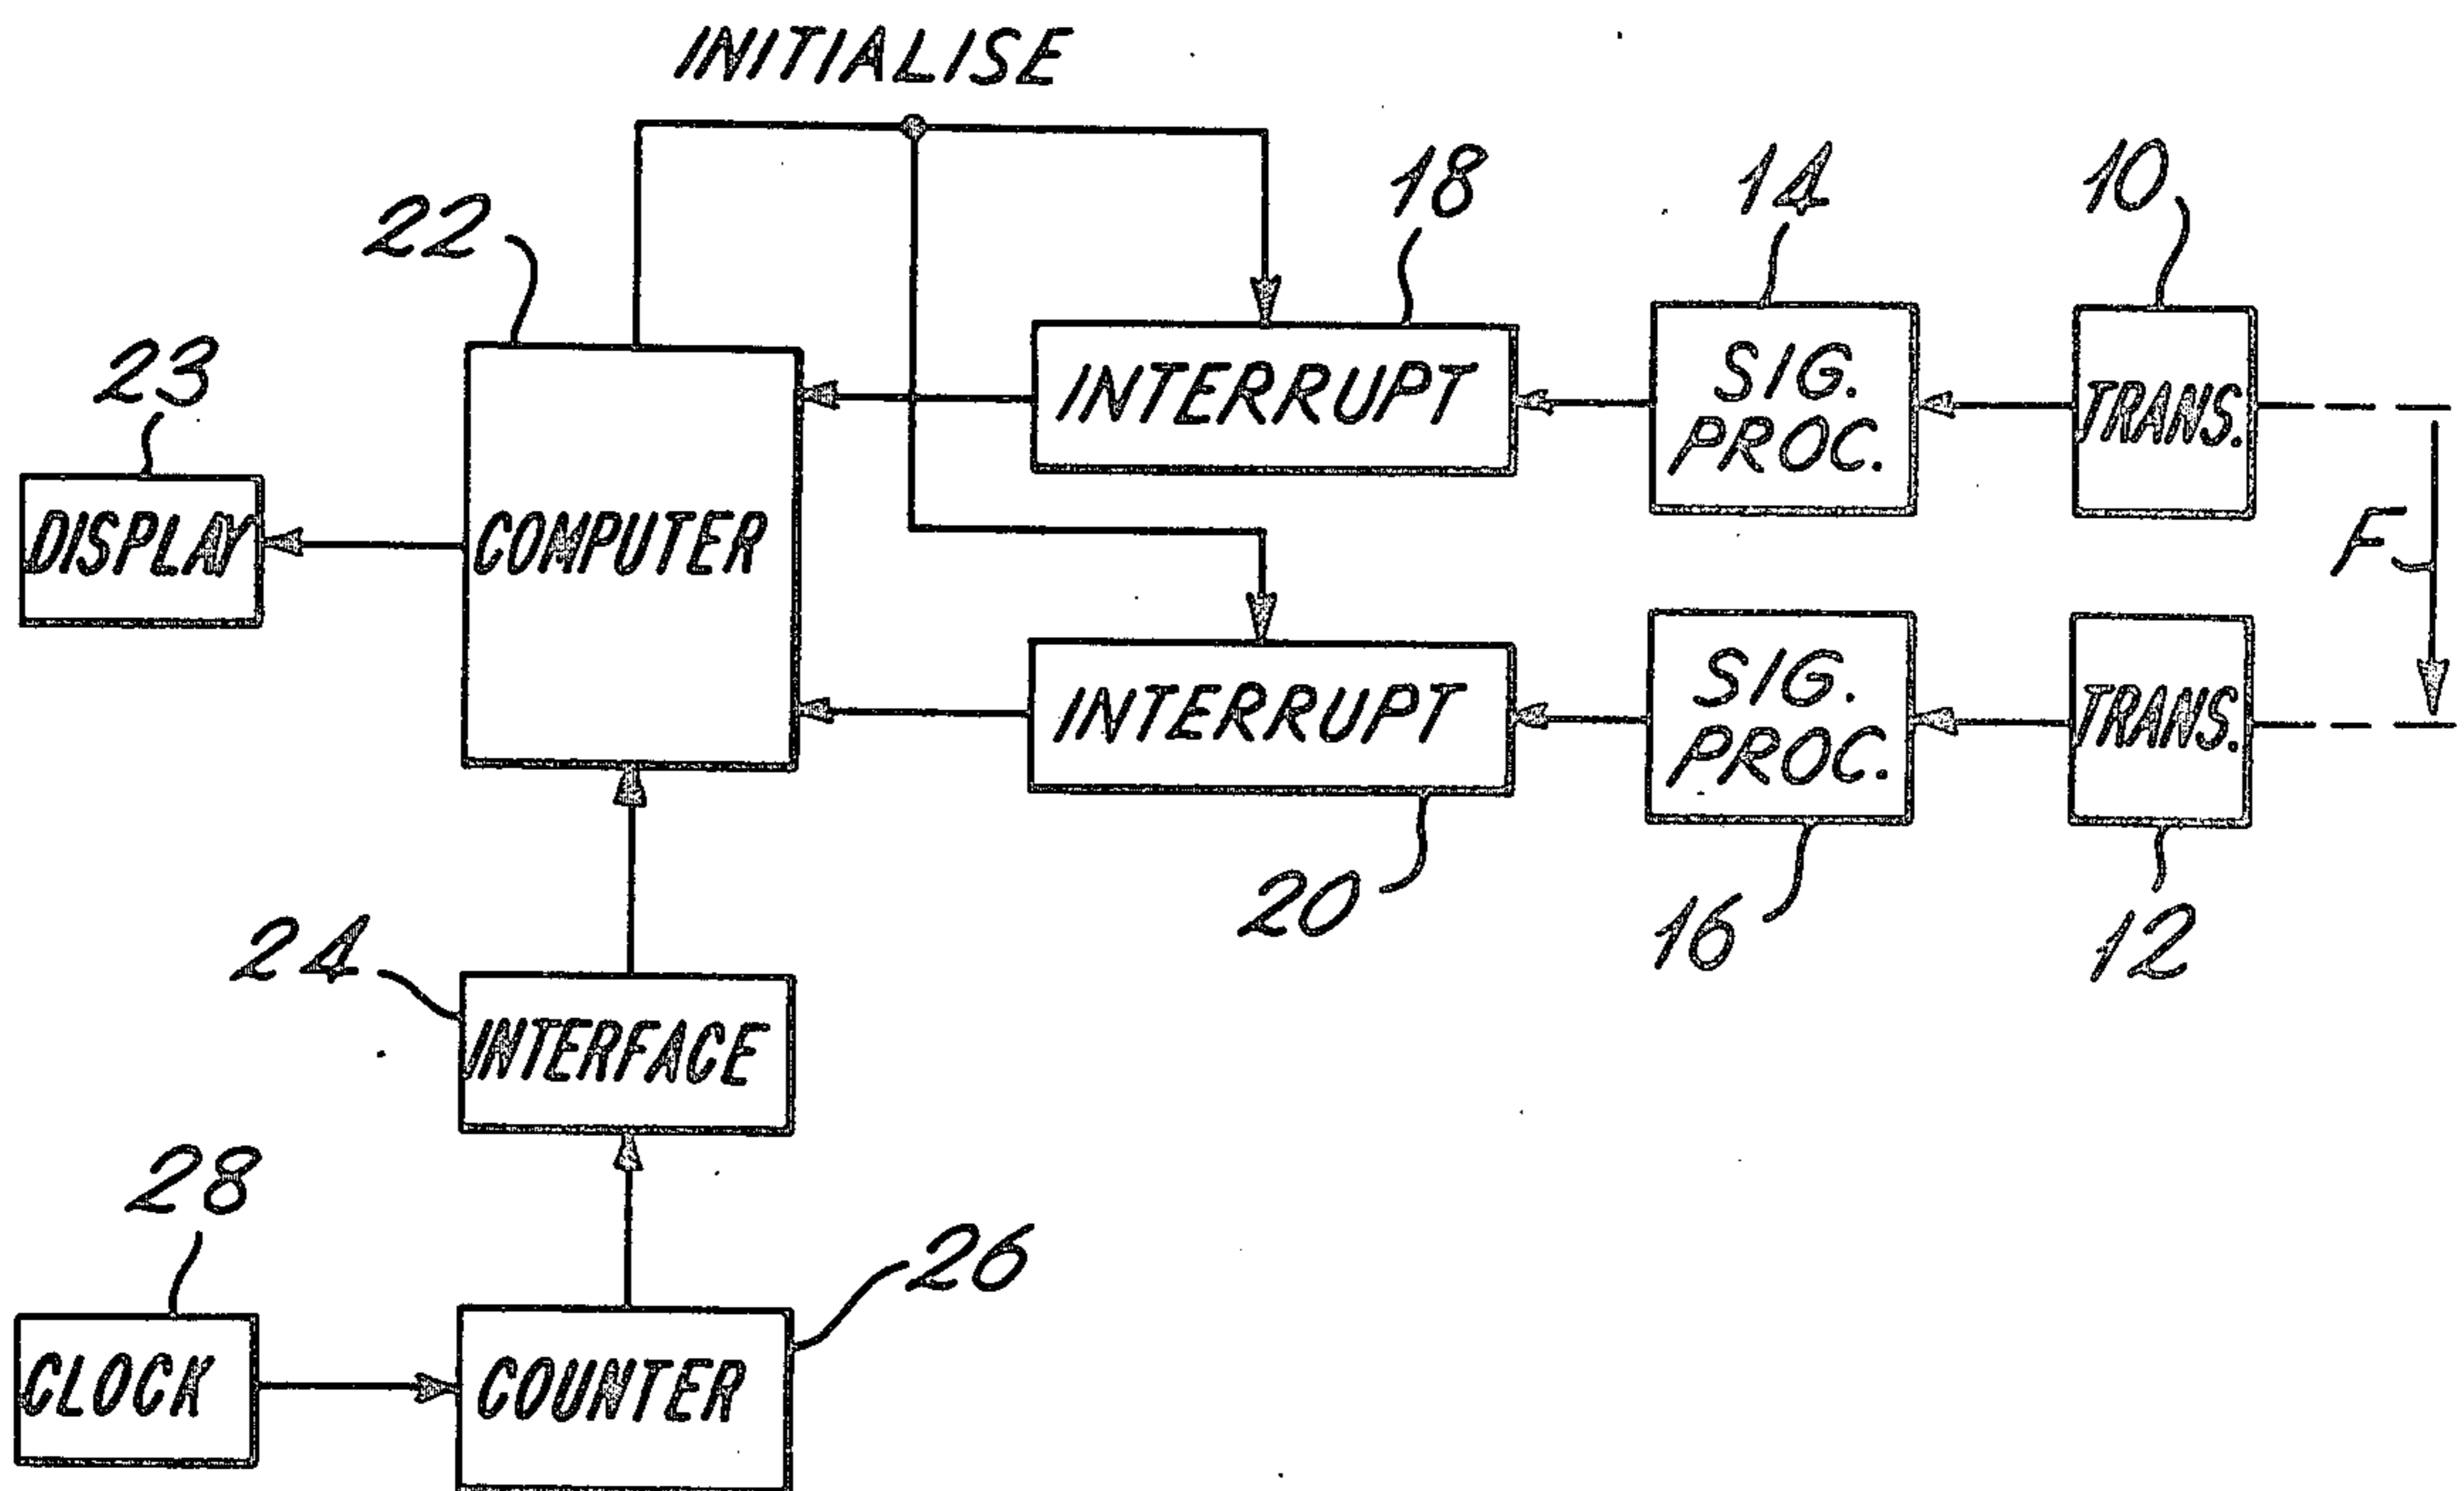 INITIALISE
22
18
14
10
23
INTERRUPT
SIG.
PROC.
TRANS.
DISPLAY
COMPUTER
F
INTERRUPT
SIG.
PROC.
TRANS.
20
16
12
24
INTERFACE
28
26
CLOCK
COUNTER